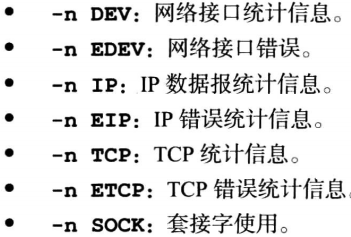 • -n DEV：网络接口统计信息。
• -n EDEV：网络接口错误。
• -n IP：IP 数据报统计信息。
• -n EIP：IP 错误统计信息。
• -n TCP：TCP 统计信息。
• -n ETCP：TCP 错误统计信息。
• -n SOCK：套接字使用。